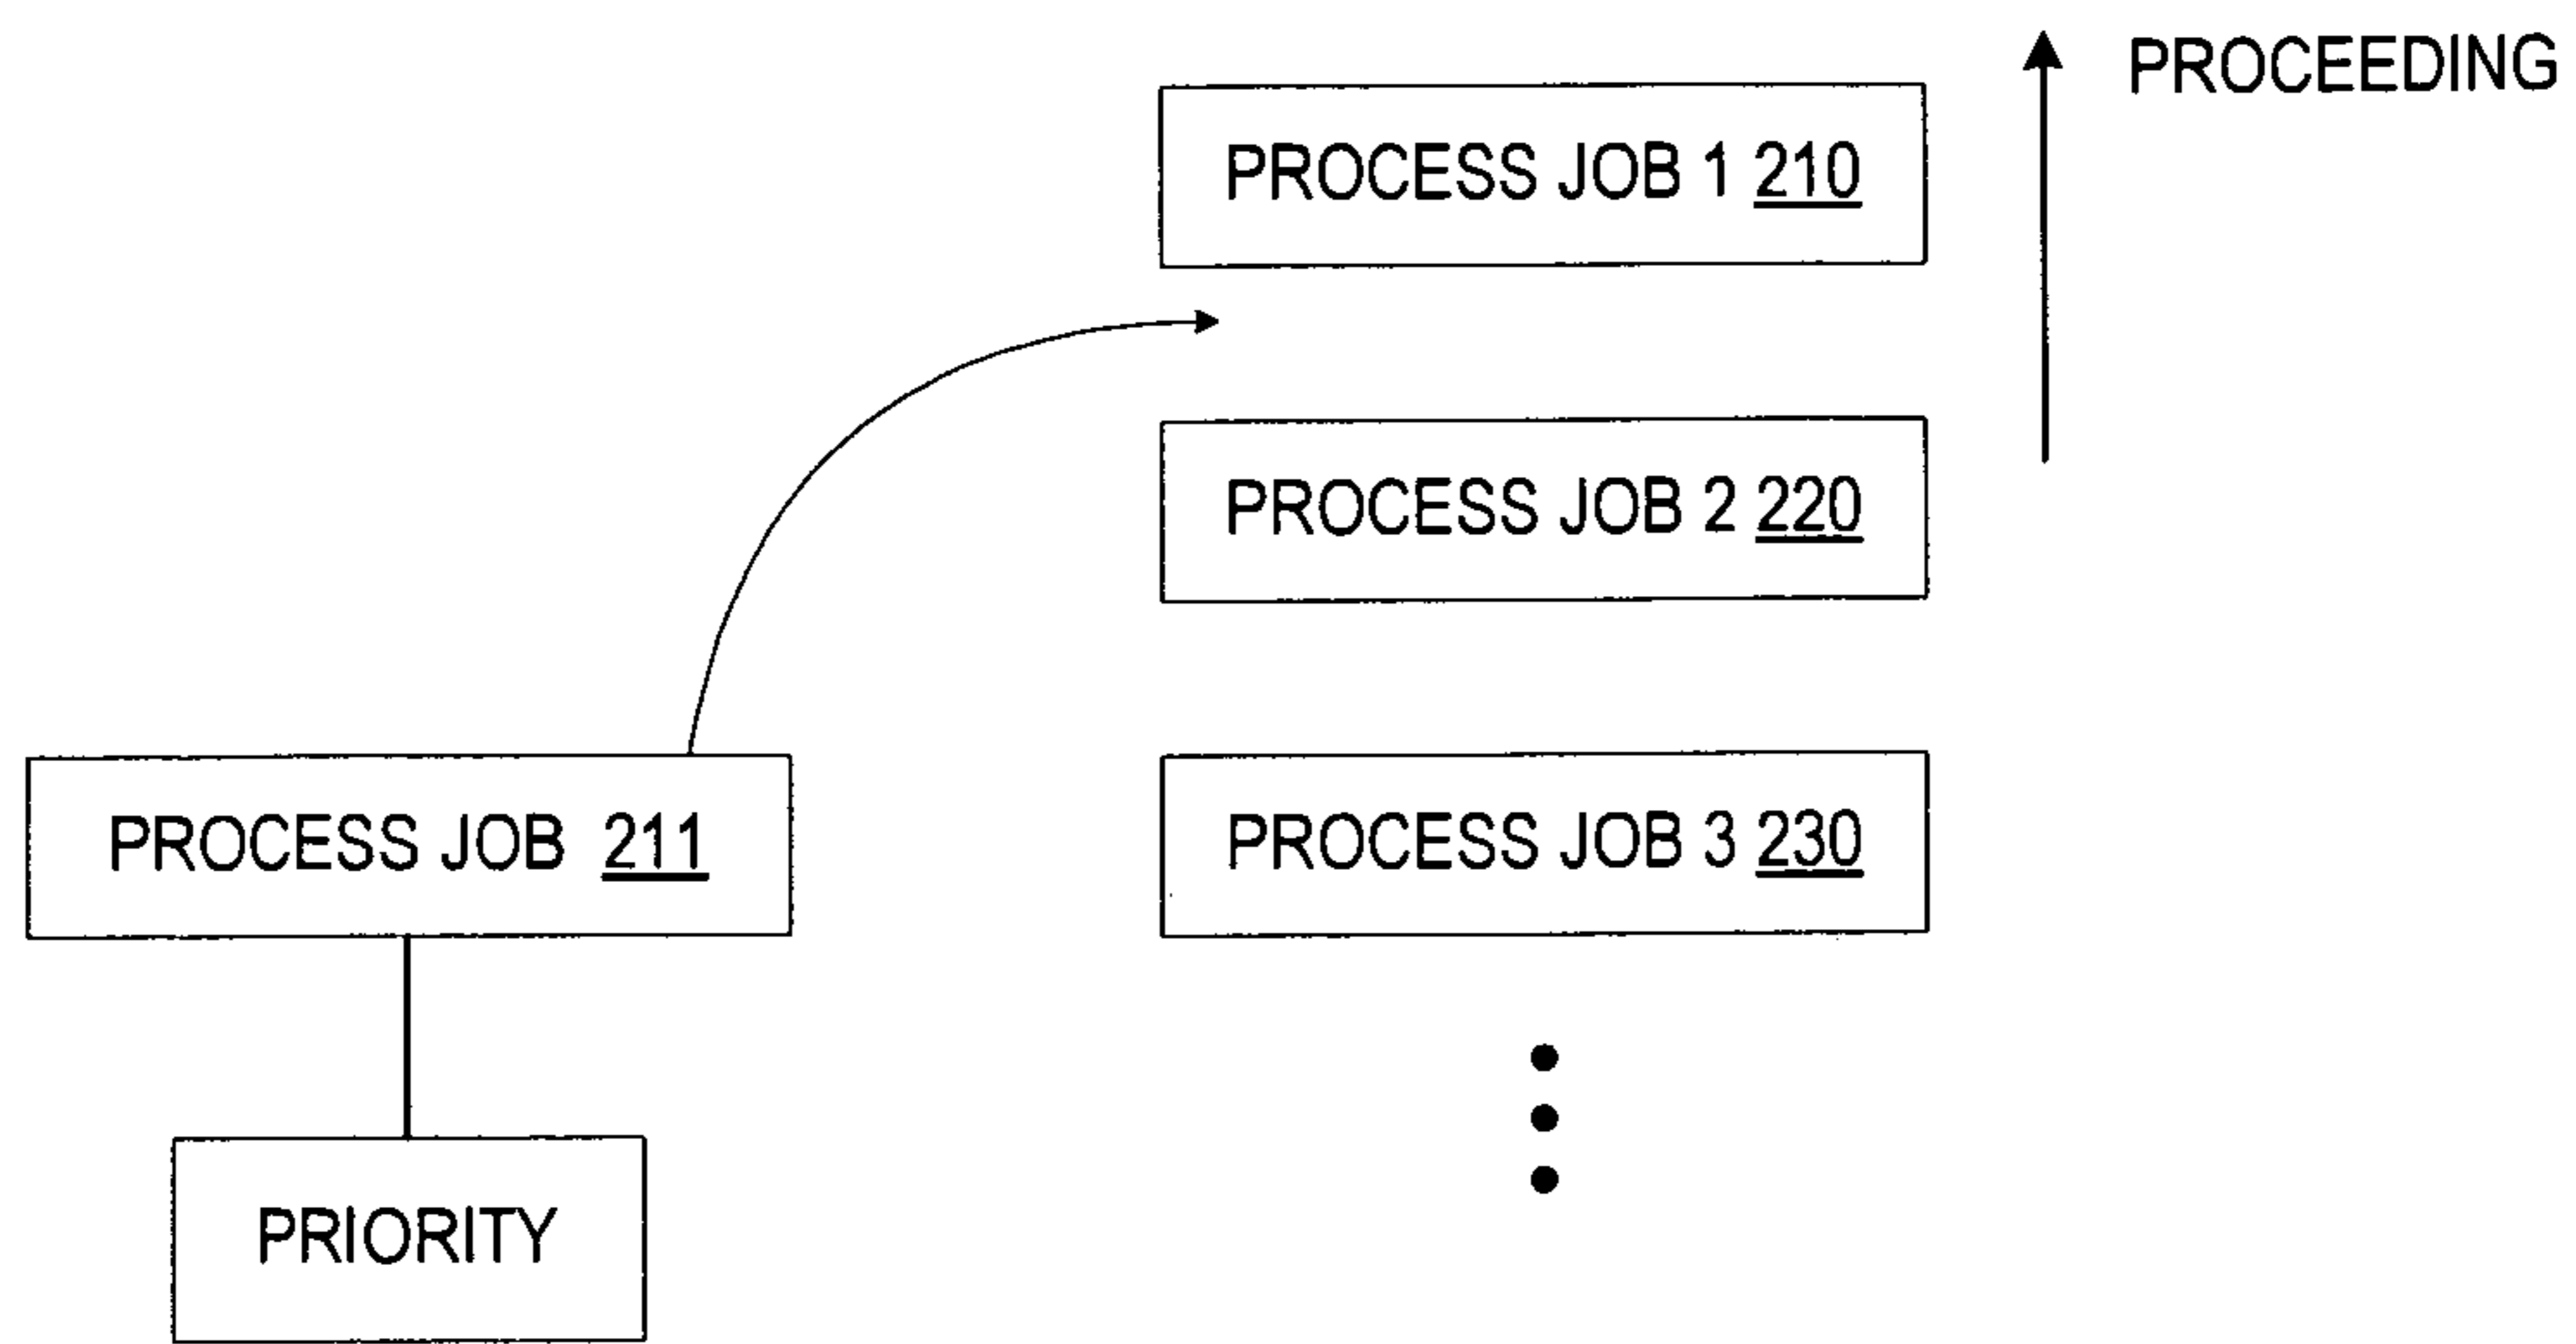 PROCEEDING
PROCESS JOB 1 210
PROCESS JOB 2 220
PROCESS JOB 211
PROCESS JOB 3 230
PRIORITY